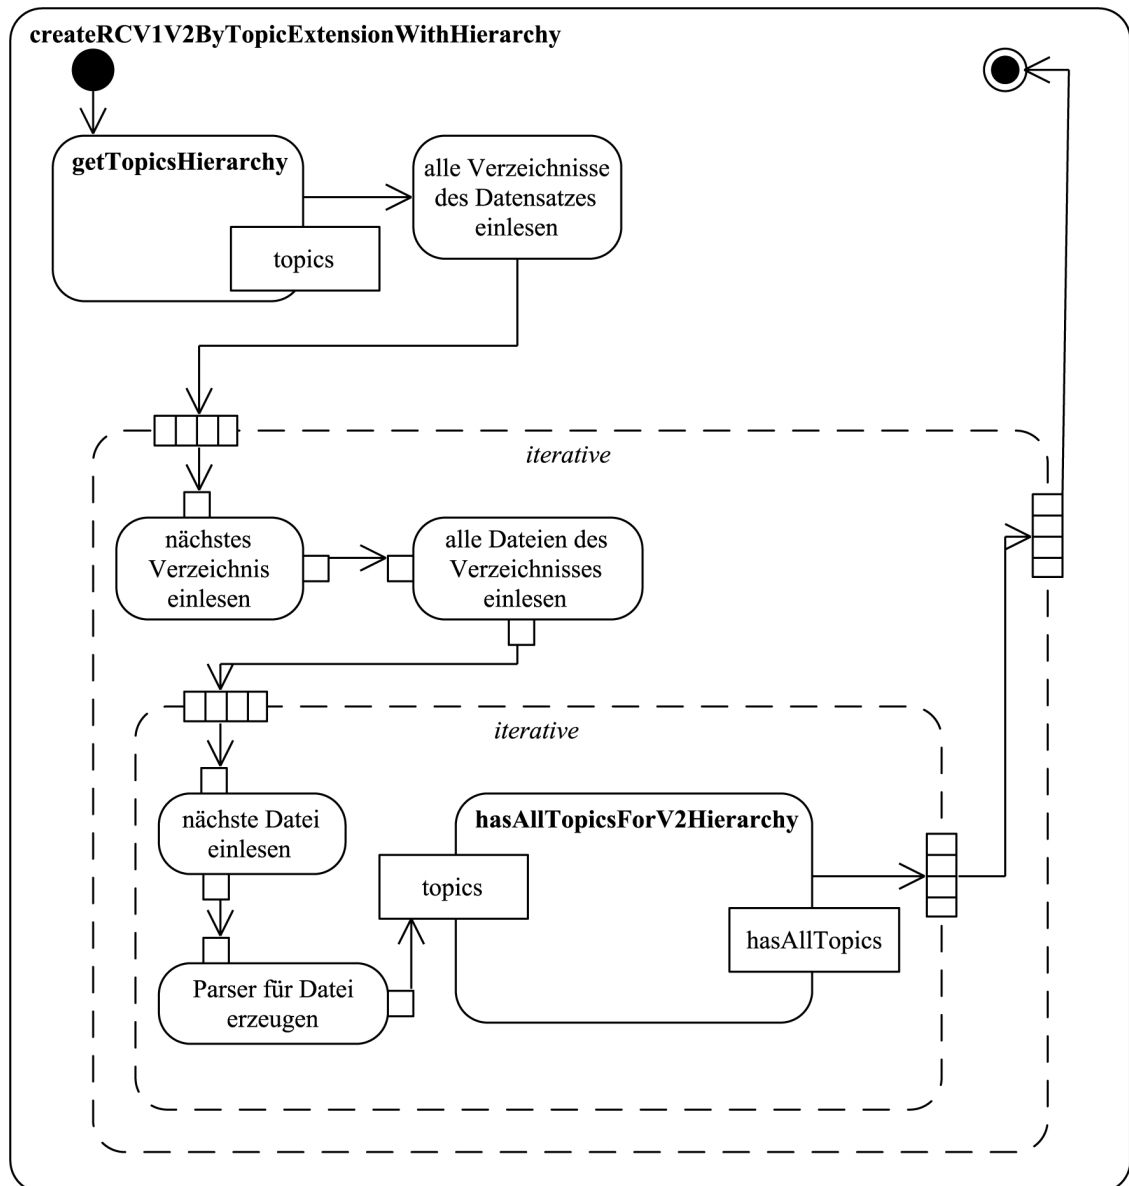 createRCV1V2ByTopicExtensionWithHierarchy
getTopicsHierarchy
topics
alle Verzeichnisse
des Datensatzes
einlesen
iterative
nächstes
Verzeichnis
einlesen
alle Dateien des
Verzeichnisses
einlesen
iterative
nächste Datei
einlesen
Parser für Datei
erzeugen
hasAllTopicsForV2Hierarchy
topics
hasAllTopics